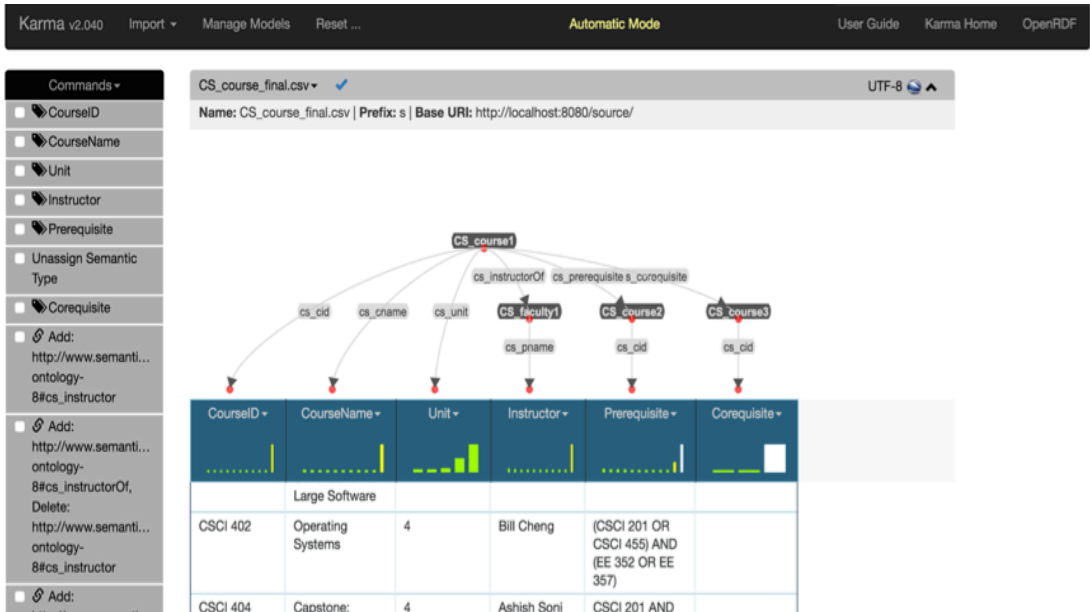 Karma v2.040 Import Manage Models Reset ... Automatic Mode User Guide Karma Home OpenRDF
Commands
CourseID
CourseName
Unit
Instructor
Prerequisite
Unassign Semantic
Type
Corequisite
Add:
http://www.semanti...
ontology-
8#cs_instructor
Add:
http://www.semanti...
ontology-
8#cs_instructorOf,
Delete:
http://www.semanti...
ontology-
8#cs_instructor
Add:
CS_course_final.csv UTF-8
Name: CS_course_final.csv | Prefix: s | Base URI: http://localhost:8080/source/
CS_course1
cs_instructorOf cs_prerequisite s_corequisite
cs_cid cs_cname cs_unit CS_faculty1 CS_course2 CS_course3
cs_pname cs_cid cs_cid
CourseID CourseName Unit Instructor Prerequisite Corequisite
Large Software
CSCI 402 Operating Systems 4 Bill Cheng (CSCI 201 OR
CSCI 455) AND
(EE 352 OR EE
357)
CSCI 404 Capstone: 4 Ashish Soni CSCI 201 AND